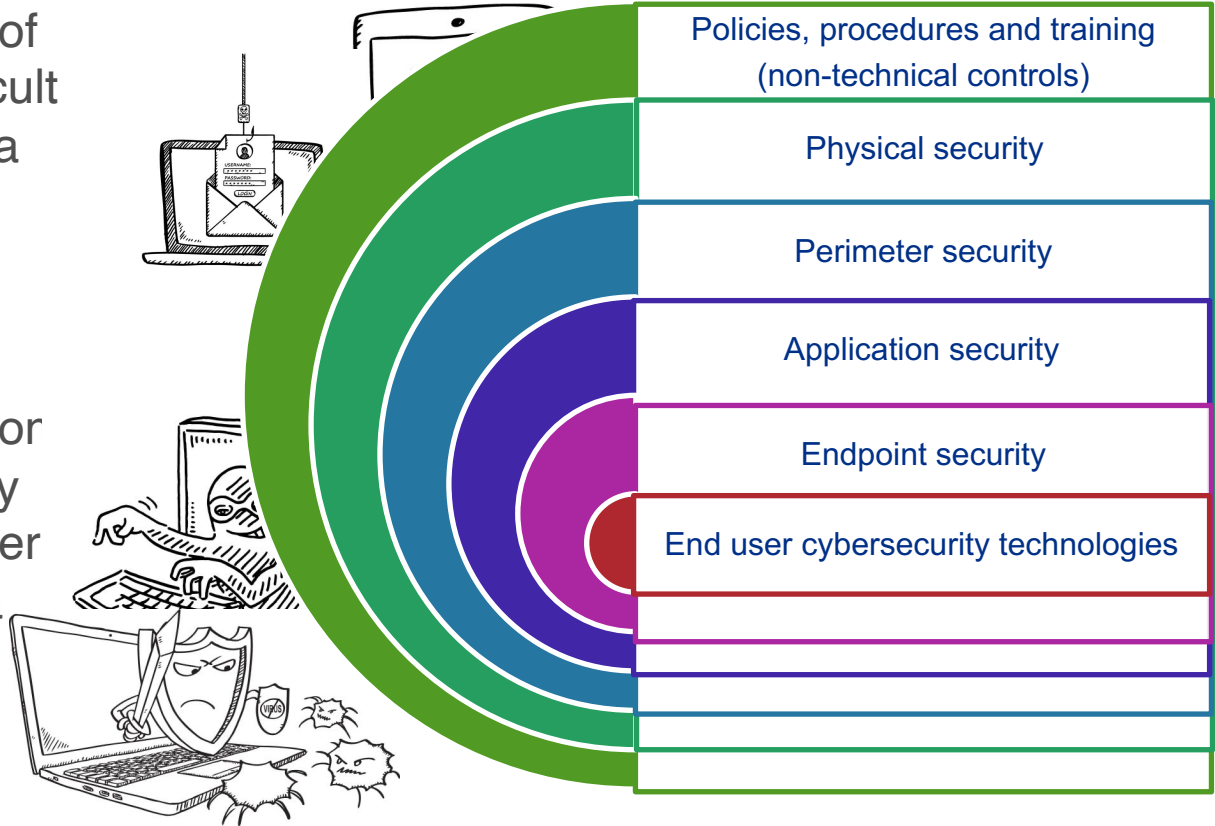 of
cult
a
or
y
er
USERNAME:
PASSWORD:
LOGIN
VIRUS
Policies, procedures and training
(non-technical controls)
Physical security
Perimeter security
Application security
Endpoint security
End user cybersecurity technologies